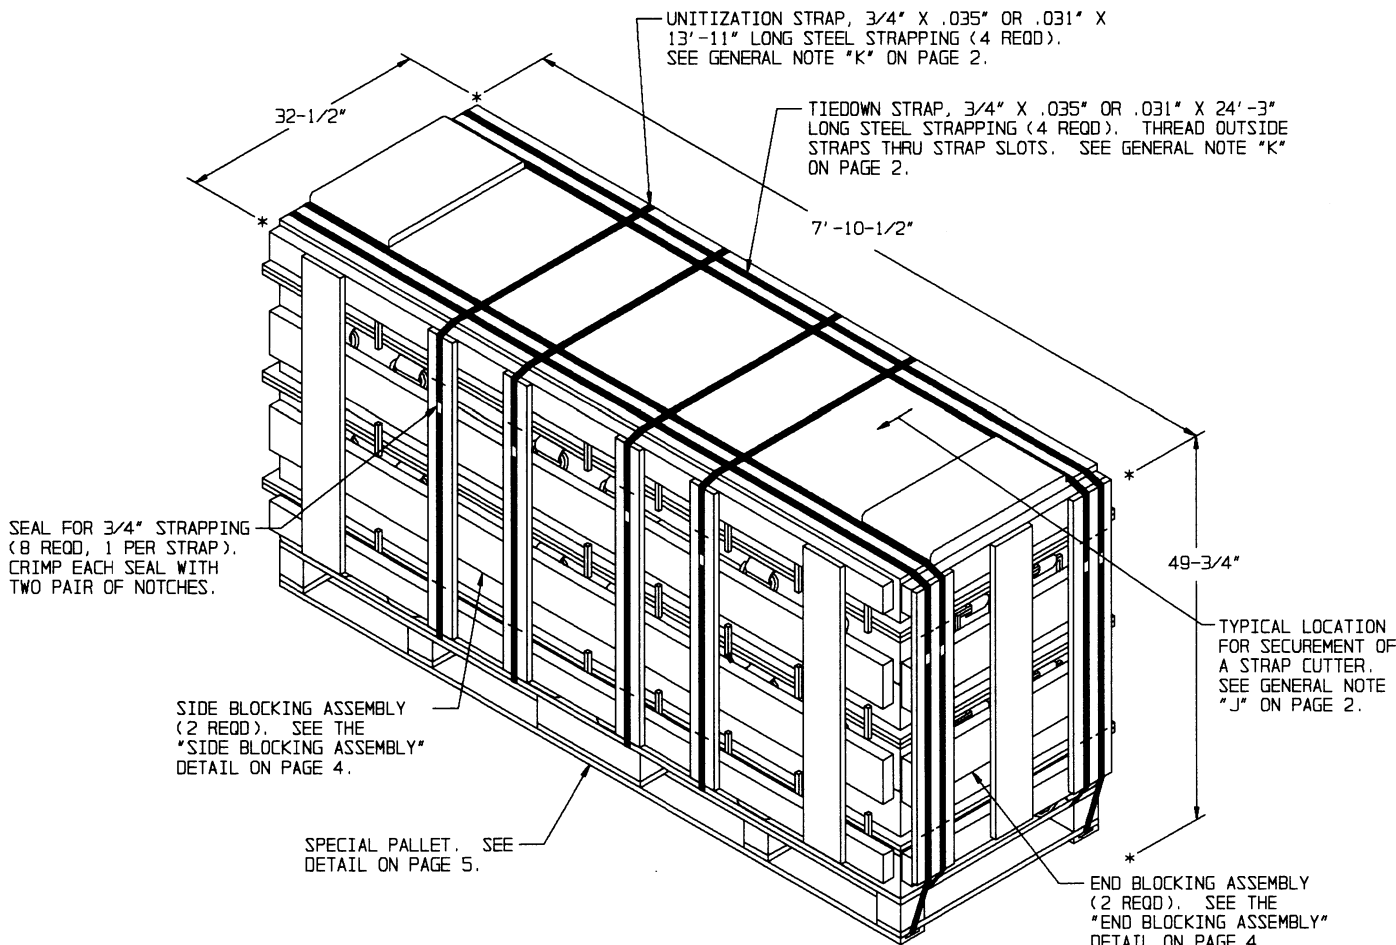 UNITIZATION STRAP, 3/4" X .035" OR .031" X
13'-11" LONG STEEL STRAPPING (4 REQD).
SEE GENERAL NOTE "K" ON PAGE 2.
32-1/2"
*
TIEDOWN STRAP, 3/4" X .035" OR .031" X 24'-3"
LONG STEEL STRAPPING (4 REQD). THREAD OUTSIDE
STRAPS THRU STRAP SLOTS. SEE GENERAL NOTE "K"
ON PAGE 2.
*
7'-10-1/2"
*
SEAL FOR 3/4" STRAPPING
(8 REQD, 1 PER STRAP).
CRIMP EACH SEAL WITH
TWO PAIR OF NOTCHES.
49-3/4"
TYPICAL LOCATION
FOR SECUREMENT OF
A STRAP CUTTER.
SEE GENERAL NOTE
"J" ON PAGE 2.
SIDE BLOCKING ASSEMBLY
(2 REQD). SEE THE
"SIDE BLOCKING ASSEMBLY"
DETAIL ON PAGE 4.
SPECIAL PALLET. SEE
DETAIL ON PAGE 5.
*
END BLOCKING ASSEMBLY
(2 REQD). SEE THE
"END BLOCKING ASSEMBLY"
DETAIL ON PAGE 4